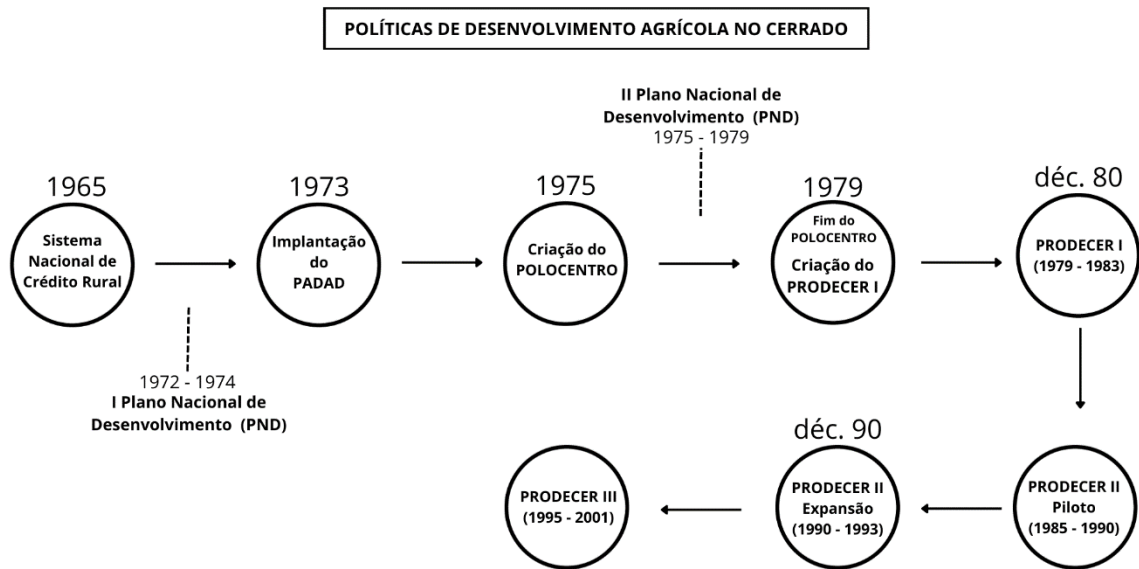 POLÍTICAS DE DESENVOLVIMENTO AGRÍCOLA NO CERRADO
II Plano Nacional de
Desenvolvimento (PND)
1975 - 1979
1965
Sistema
Nacional de
Crédito Rural
1973
Implantação
do
PADAD
1975
Criação do
POLOCENTRO
1979
Fim do
POLOCENTRO
Criação do
PRODECER I
déc. 80
PRODECER I
(1979 - 1983)
1972 - 1974
I Plano Nacional de
Desenvolvimento (PND)
PRODECER II
Piloto
(1985 - 1990)
déc. 90
PRODECER II
Expansão
(1990 - 1993)
PRODECER III
(1995 - 2001)